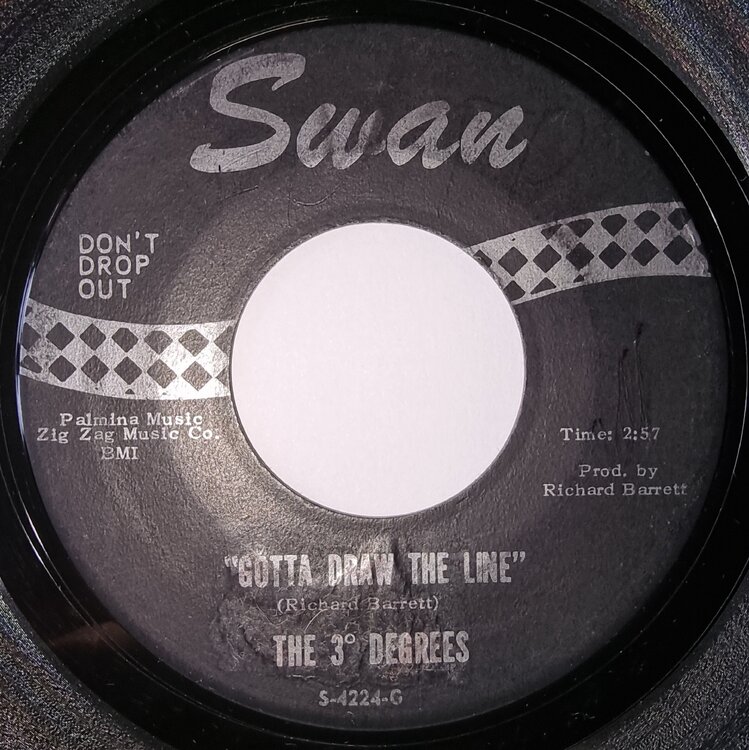 Swan
DON'T
DROP
OUT
Palmina Music
Zig Zag Music Co.
BMI
Time: 2:57
Prod. by
Richard Barrett
"GOTTA DRAW THE LINE"
(Richard Barrett)
THE 3° DEGREES
S-4224-G